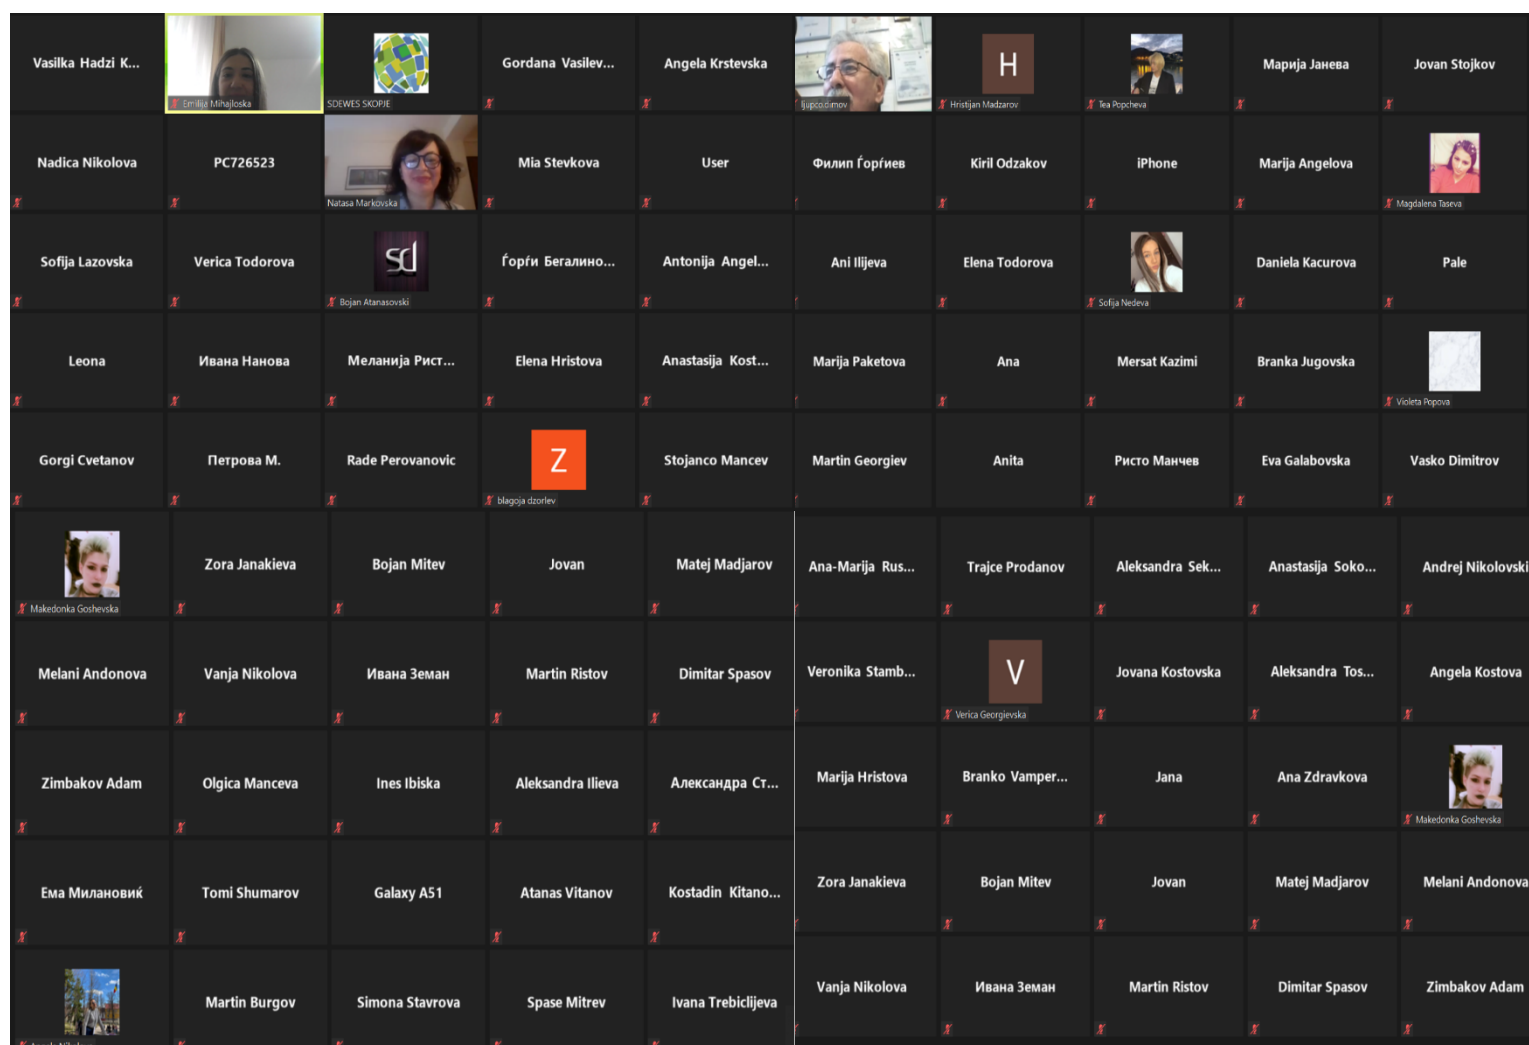 Vasilka Hadzi K...
Emilija Mihajloska
SDEWES SKOPJE
Gordana Vasilev...
Angela Krstevska
ljupco.dimov
H
Hristijan Madzarov
Tea Popcheva
Марија Јанева
Jovan Stojkov
Nadica Nikolova
PC726523
Natasa Markovska
Mia Stevkova
User
Филип Ѓорѓиев
Kiril Odzakov
iPhone
Marija Angelova
Magdalena Taseva
Sofija Lazovska
Verica Todorova
sd
Bojan Atanasovski
Ѓорѓи Бегалино...
Antonija Angel...
Ani Ilijeva
Elena Todorova
Sofija Nedeva
Daniela Kacurova
Pale
Leona
Ивана Нанова
Меланија Рист...
Elena Hristova
Anastasija Kost...
Marija Paketova
Ana
Mersat Kazimi
Branka Jugovska
Violeta Popova
Gorgi Cvetanov
Петрова М.
Rade Perovanovic
Z
blagoja dzorlev
Stojanco Mancev
Martin Georgiev
Anita
Ристо Манчев
Eva Galabovska
Vasko Dimitrov
Makedonka Goshevska
Zora Janakieva
Bojan Mitev
Jovan
Matej Madjarov
Ana-Marija Rus...
Trajce Prodanov
Aleksandra Sek...
Anastasija Soko...
Andrej Nikolovski
Melani Andonova
Vanja Nikolova
Ивана Земан
Martin Ristov
Dimitar Spasov
Veronika Stamb...
V
Verica Georgievska
Jovana Kostovska
Aleksandra Tos...
Angela Kostova
Zimbakov Adam
Olgica Manceva
Ines Ibiska
Aleksandra Ilieva
Александра Ст...
Marija Hristova
Branko Vamper...
Jana
Ana Zdravkova
Makedonka Goshevska
Ема Милановиќ
Tomi Shumarov
Galaxy A51
Atanas Vitanov
Kostadin Kitano...
Zora Janakieva
Bojan Mitev
Jovan
Matej Madjarov
Melani Andonova
Martin Burgov
Simona Stavrova
Spase Mitrev
Ivana Trebiclijeva
Vanja Nikolova
Ивана Земан
Martin Ristov
Dimitar Spasov
Zimbakov Adam